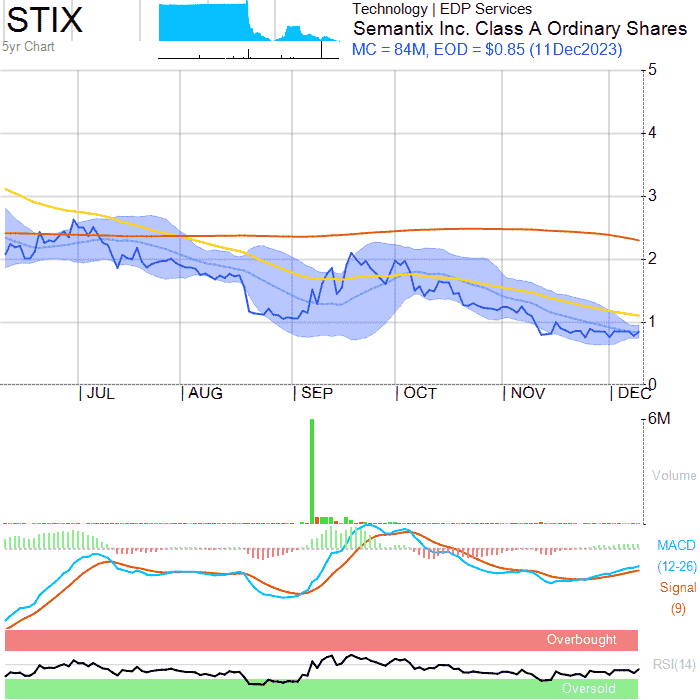 STIX
5yr Chart
Technology | EDP Services
Semantix Inc. Class A Ordinary Shares
MC = 84M, EOD = $0.85 (11Dec2023)
5
4
3
2
1
0
| JUL | AUG | SEP | OCT | NOV | DEC
6M
Volume
MACD
(12-26)
Signal
(9)
Overbought
RSI(14)
Oversold